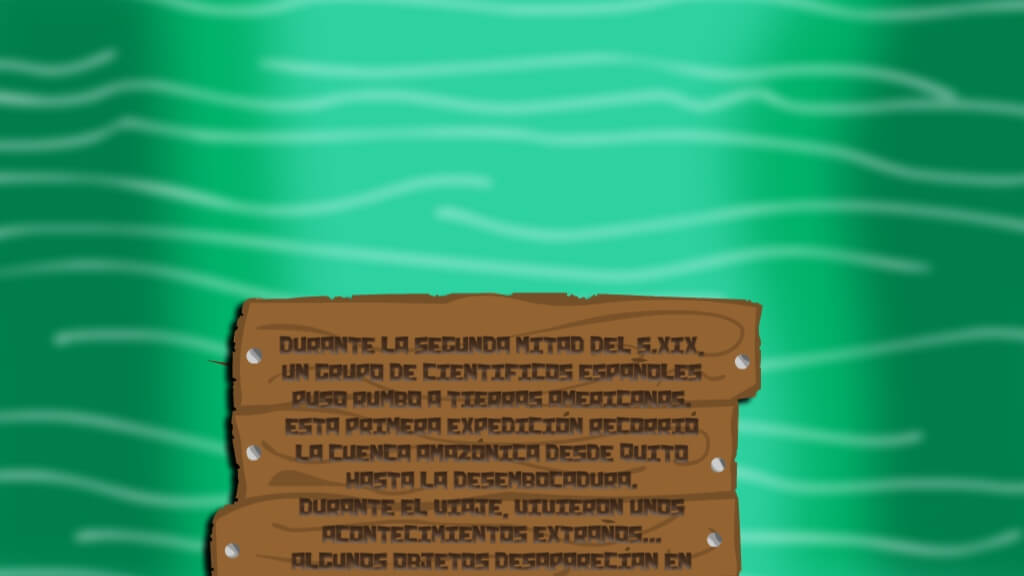 DURANTE LA SEGUNDA MITAD DEL S.XIX,
UN GRUPO DE CIENTIFICOS ESPAÑOLES
PUSO RUMBO A TIERRAS AMERICANAS.
ESTA PRIMERA EXPEDICIÓN RECORRIÓ
LA CUENCA AMAZÓNICA DESDE QUITO
HASTA LA DESEMBOCADURA.
DURANTE EL VIAJE, VIVIERON UNOS
ACONTECIMIENTOS EXTRAÑOS...
ALGUNOS OBJETOS DESAPARECÍAN EN